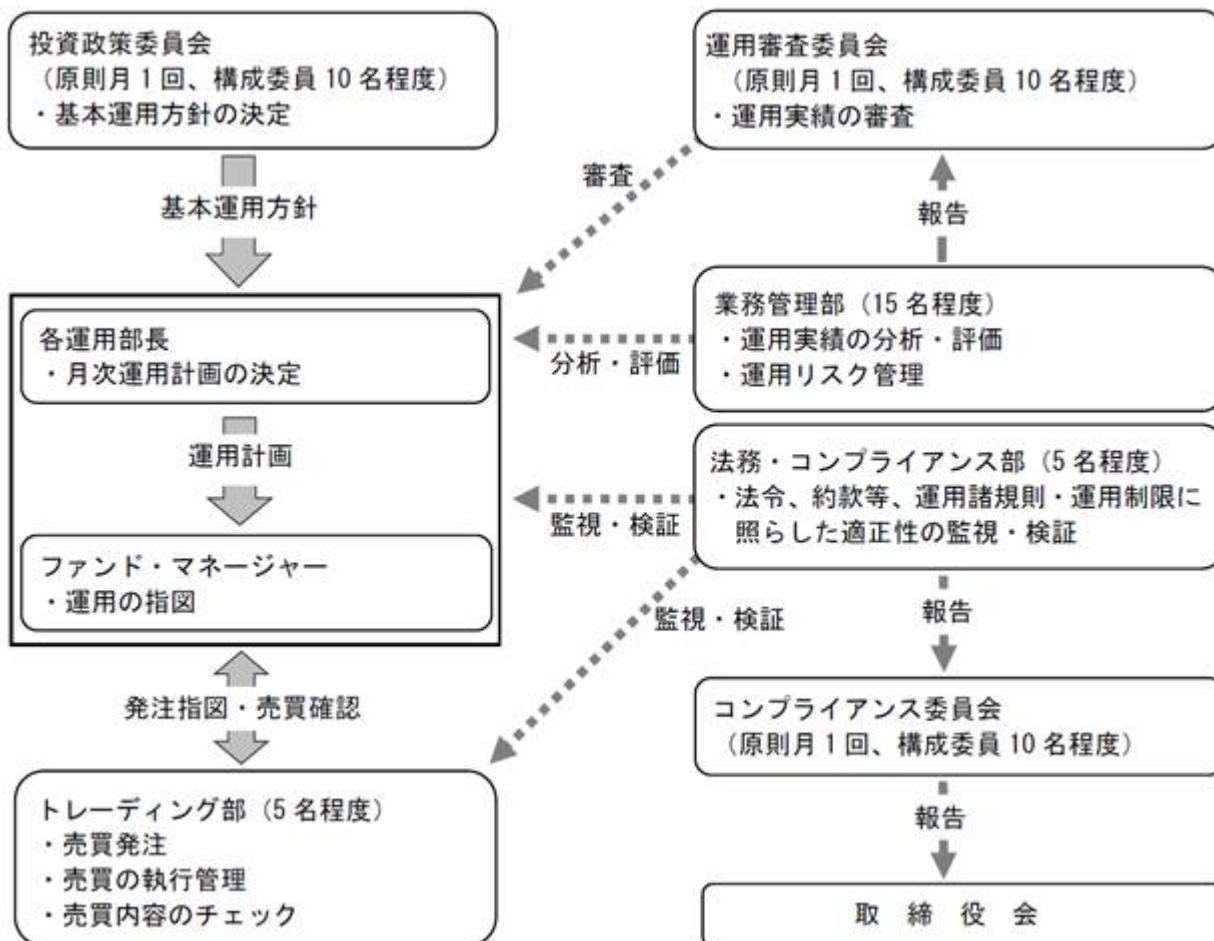 投資政策委員会
（原則月1回、構成委員10名程度）
・基本運用方針の決定
基本運用方針
各運用部長
・月次運用計画の決定
運用計画
ファンド・マネージャー
・運用の指図
発注指図・売買確認
トレーディング部（5名程度）
・売買発注
・売買の執行管理
・売買内容のチェック
運用審査委員会
（原則月1回、構成委員10名程度）
・運用実績の審査
審査
報告
業務管理部（15名程度）
・運用実績の分析・評価
・運用リスク管理
分析・評価
法務・コンプライアンス部（5名程度）
・法令、約款等、運用諸規則・運用制限に
照らした適正性の監視・検証
監視・検証
監視・検証
報告
コンプライアンス委員会
（原則月1回、構成委員10名程度）
報告
取締役会